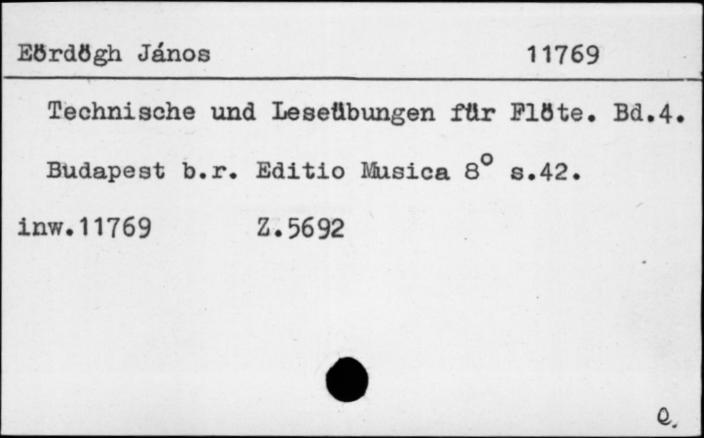 Eördögh János 11769
Technische und Leseübungen für Flöte. Bd.4.
Budapest b.r. Editio Musica 8° s.42.
inw.11769 Z.5692